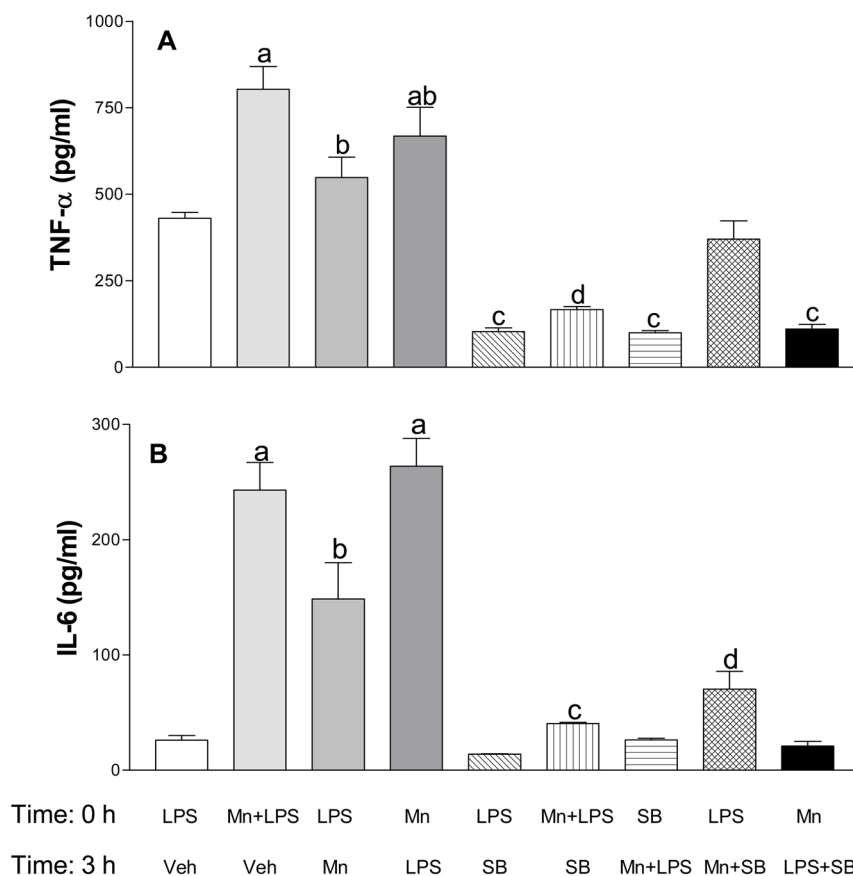 1000
A
a
ab
750
b
TNF-α (pg/ml)
500
250
d
c
c
c
0
300
B
a
a
200
b
IL-6 (pg/ml)
100
d
c
0
Time: 0 h LPS Mn+LPS LPS Mn LPS Mn+LPS SB LPS Mn
Time: 3 h Veh Veh Mn LPS SB SB Mn+LPS Mn+SB LPS+SB